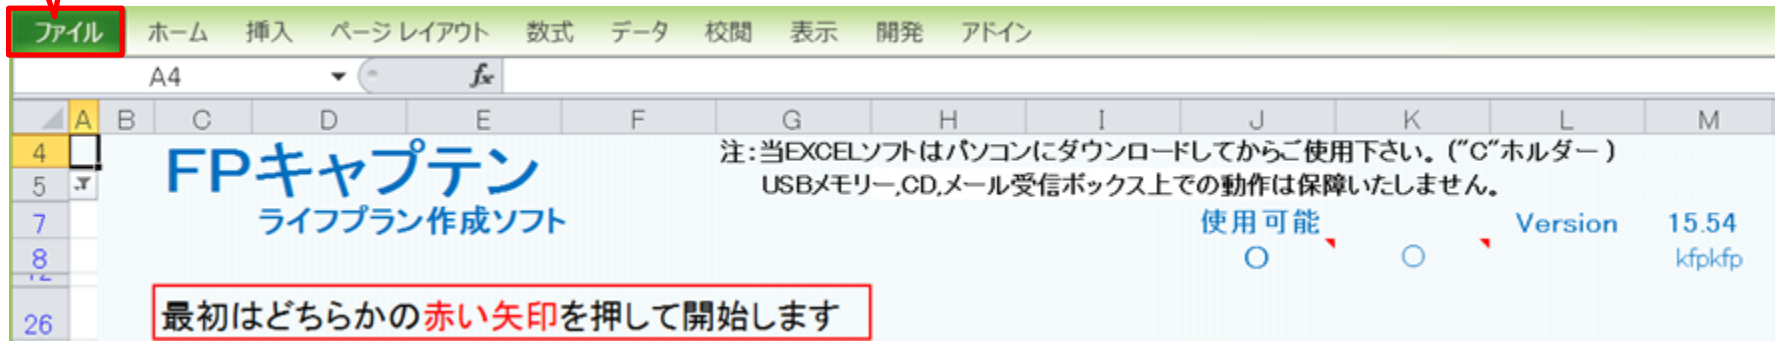 ファイル ホーム 挿入 ページ レイアウト 数式 データ 校閲 表示 開発 アドイン
A4 fx
A B C D E F G H I J K L M
4 FPキャプテン 注:当EXCELソフトはパソコンにダウンロードしてからご使用下さい。("C"ホルダー )
5 USBメモリー,CD,メール受信ボックス上での動作は保障いたしません。
7 ライフプラン作成ソフト 使用可能 Version 15.54
8 〇 〇 kfpkfp
26 最初はどちらかの赤い矢印を押して開始します